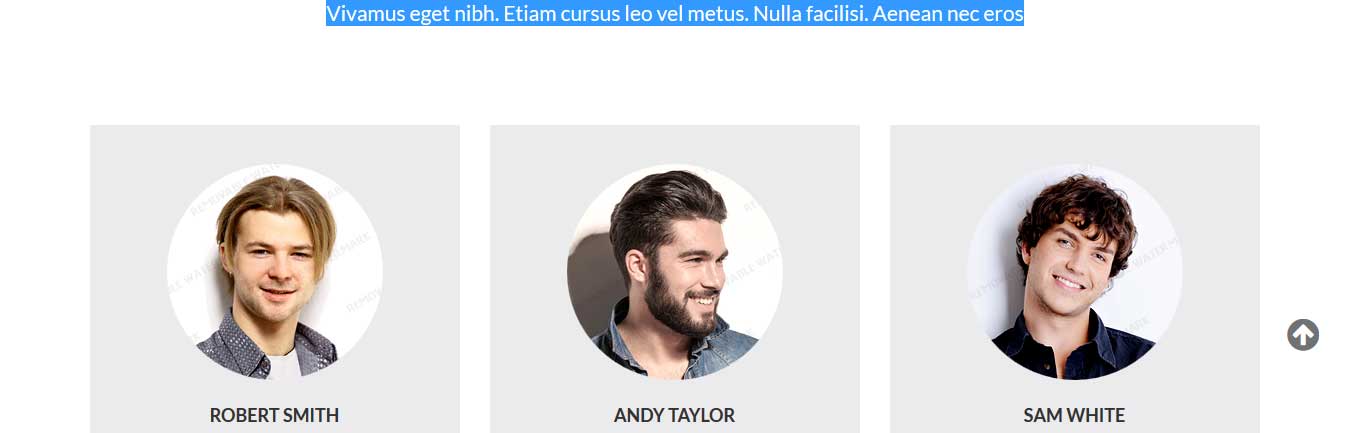 Vivamus eget nibh. Etiam cursus leo vel metus. Nulla facilisi. Aenean nec eros
ROBERT SMITH
ANDY TAYLOR
SAM WHITE